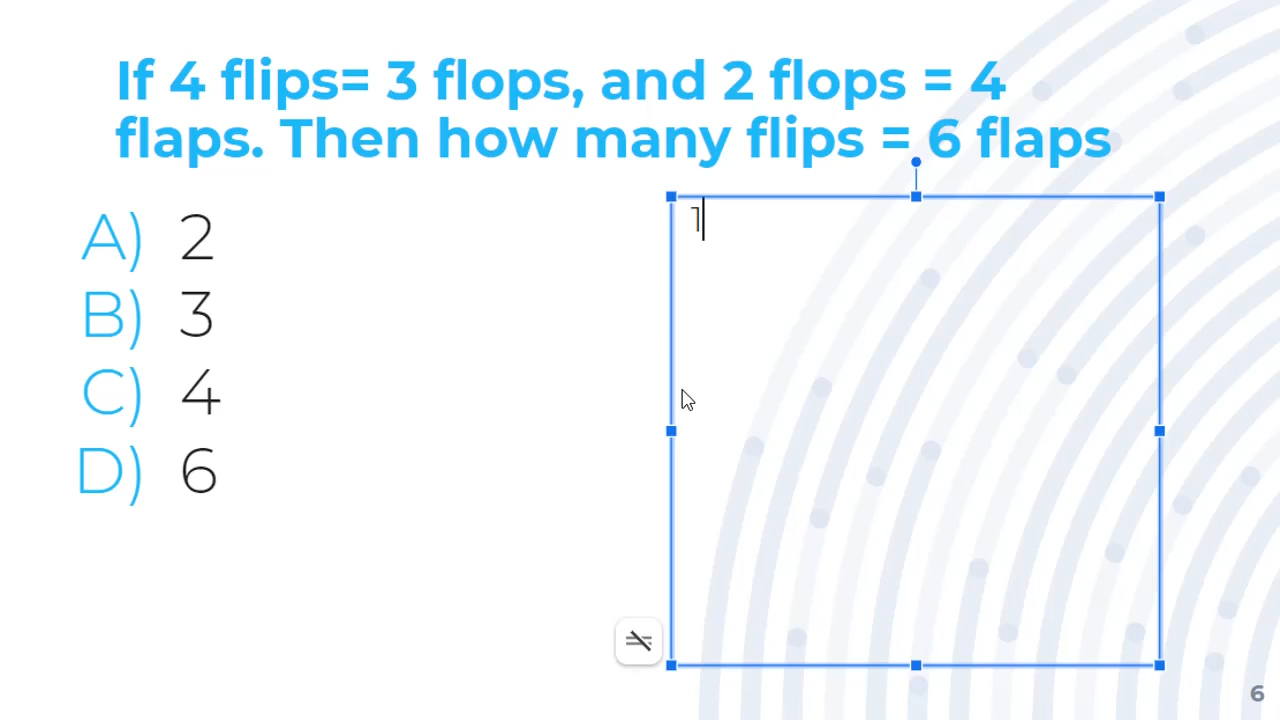 If 4 flips= 3 flops, and 2 flops = 4
flaps. Then how many flips = 6 flaps
A) 2
B) 3
C) 4
D) 6
1
6